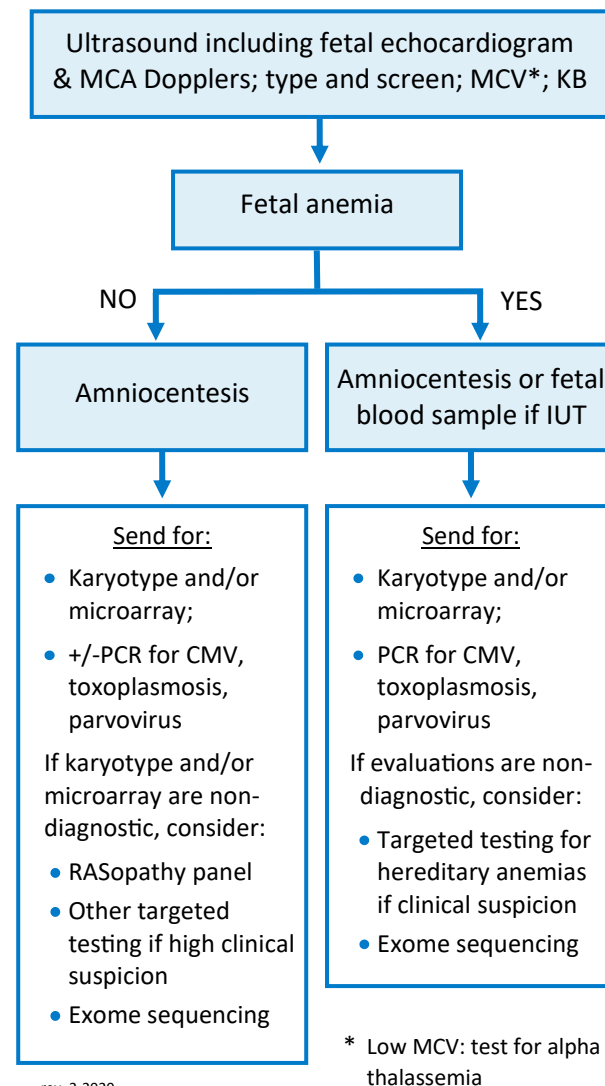 Ultrasound including fetal echocardiogram
& MCA Dopplers; type and screen; MCV*; KB
Fetal anemia
NO
YES
Amniocentesis
Amniocentesis or fetal
blood sample if IUT
Send for:
• Karyotype and/or
microarray;
• +/-PCR for CMV,
toxoplasmosis,
parvovirus
If karyotype and/or
microarray are non-
diagnostic, consider:
• RASopathy panel
• Other targeted
testing if high clinical
suspicion
• Exome sequencing
Send for:
• Karyotype and/or
microarray;
• PCR for CMV,
toxoplasmosis,
parvovirus
If evaluations are non-
diagnostic, consider:
• Targeted testing for
hereditary anemias
if clinical suspicion
• Exome sequencing
* Low MCV: test for alpha
thalassemia